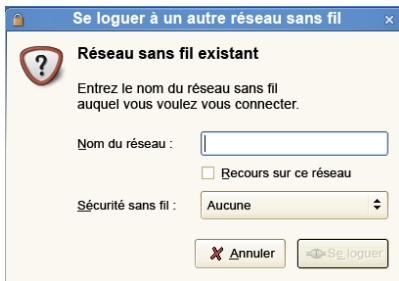 Se loguer à un autre réseau sans fil
Réseau sans fil existant
Entrez le nom du réseau sans fil
auquel vous voulez vous connecter.
Nom du réseau :
Recours sur ce réseau
Sécurité sans fil : Aucune
Annuler Se loguer